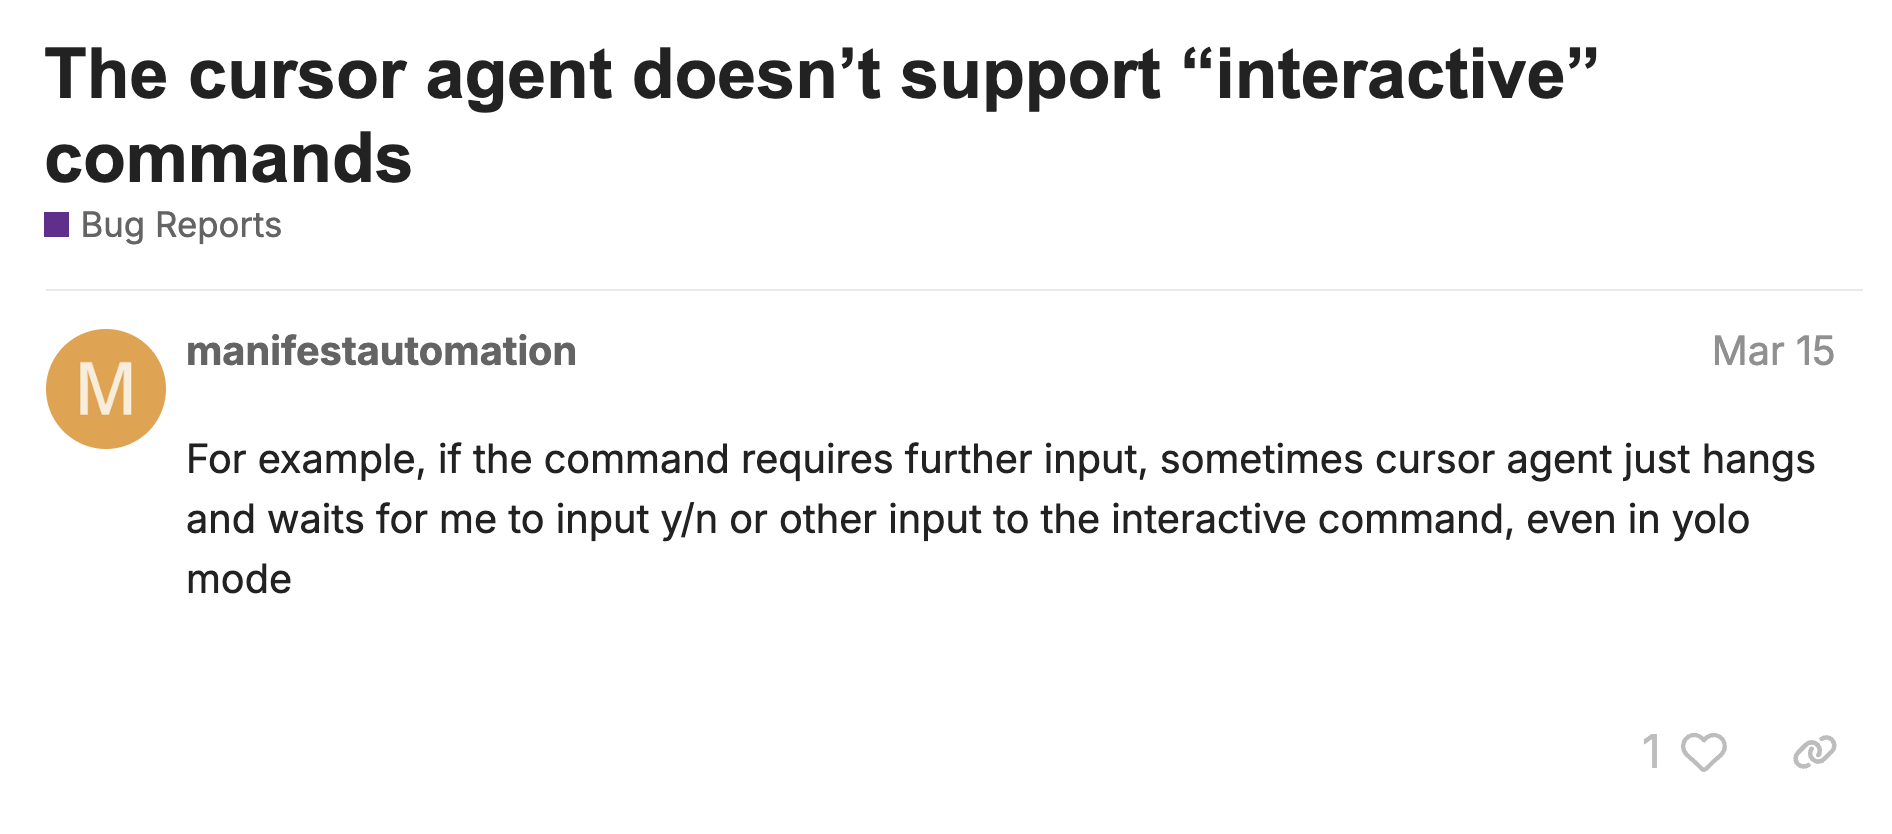 The cursor agent doesn’t support “interactive”
commands
Bug Reports
M
manifestautomation
Mar 15
For example, if the command requires further input, sometimes cursor agent just hangs
and waits for me to input y/n or other input to the interactive command, even in yolo
mode
1